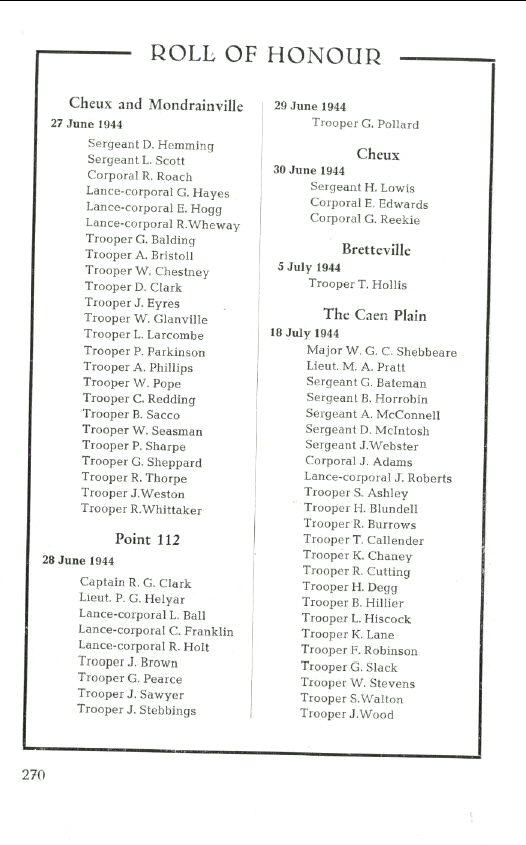 ROLL OF HONOUR
Cheux and Mondrainville
27 June 1944
Sergeant D. Hemming
Sergeant L. Scott
Corporal R. Roach
Lance-corporal G. Hayes
Lance-corporal E. Hogg
Lance-corporal R.Wheway
Trooper G. Balding
Trooper A. Bristoll
Trooper W. Chestney
Trooper D. Clark
Trooper J. Eyres
Trooper W. Glanville
Trooper L. Larcombe
Trooper P. Parkinson
Trooper A. Phillips
Trooper W. Pope
Trooper C. Redding
Trooper B. Sacco
Trooper W. Seasman
Trooper P. Sharpe
Trooper G. Sheppard
Trooper R. Thorpe
Trooper J.Weston
Trooper R.Whittaker
Point 112
28 June 1944
Captain R. G. Clark
Lieut. P. G. Helyar
Lance-corporal L. Ball
Lance-corporal C. Franklin
Lance-corporal R. Holt
Trooper J. Brown
Trooper G. Pearce
Trooper J. Sawyer
Trooper J. Stebbings
29 June 1944
Trooper G. Pollard
Cheux
30 June 1944
Sergeant H. Lowis
Corporal E. Edwards
Corporal G. Reekie
Bretteville
5 July 1944
Trooper T. Hollis
The Caen Plain
18 July 1944
Major W. G. C. Shebbeare
Lieut. M. A. Pratt
Sergeant G. Bateman
Sergeant B. Horrobin
Sergeant A. McConnell
Sergeant D. McIntosh
Sergeant J.Webster
Corporal J. Adams
Lance-corporal J. Roberts
Trooper S. Ashley
Trooper H. Blundell
Trooper R. Burrows
Trooper T. Callender
Trooper K. Chaney
Trooper R. Cutting
Trooper H. Degg
Trooper B. Hillier
Trooper L. Hiscock
Trooper K. Lane
Trooper F. Robinson
Trooper G. Slack
Trooper W. Stevens
Trooper S.Walton
Trooper J.Wood
270